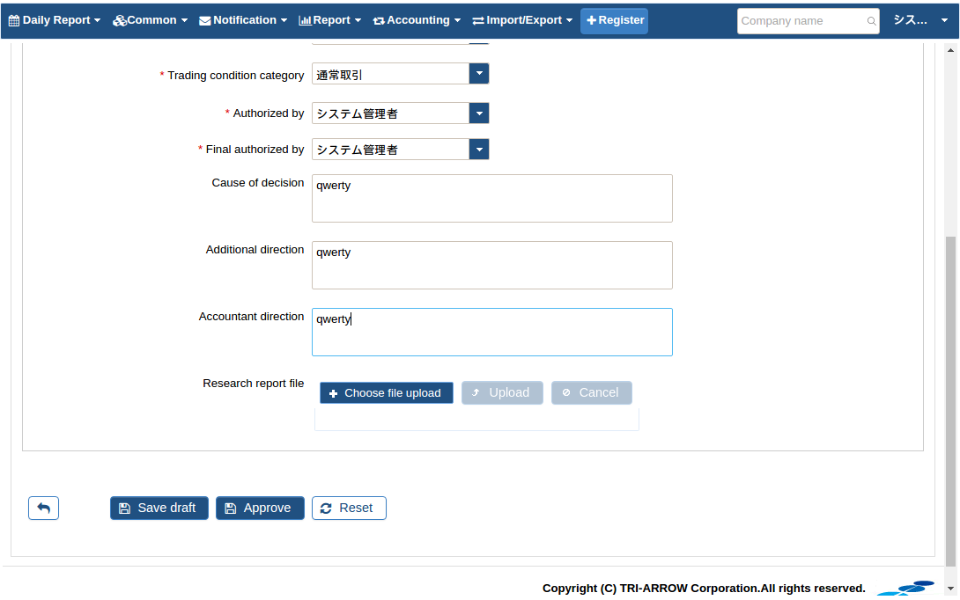 Daily Report Common Notification Report Accounting Import/Export Register Company name シス...
* Trading condition category 通常取引
* Authorized by システム管理者
* Final authorized by システム管理者
Cause of decision qwerty
Additional direction qwerty
Accountant direction qwerty
Research report file Choose file upload Upload Cancel
Save draft Approve Reset
Copyright (C) TRI-ARROW Corporation.All rights reserved.